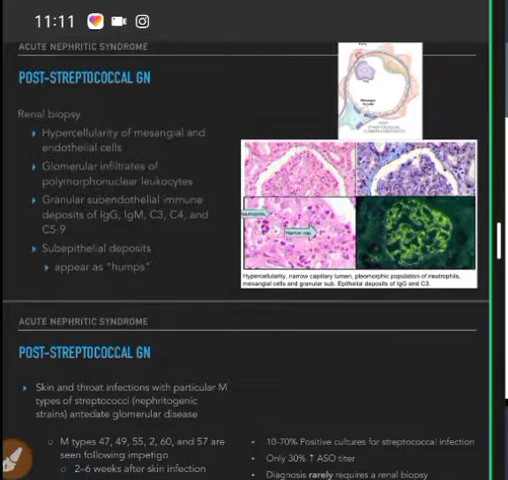 11:11
ACUTE NEPHRITIC SYNDROME
POST-STREPTOCOCCAL GN
Renal biopsy
Hypercellularity of mesangial and
endothelial cells
Glomerular infiltrates of
polymorphonuclear leukocytes
Granular subendothelial immune
deposits of IgG, IgM, C3, C4, and
C5-9
Subepithelial deposits
appear as “humps”
Neutrophils
Narrow cap.
Hypercellularity, narrow capillary lumen, pleomorphic population of neutrophils,
mesangial cells and granular sub. Epithelial deposits of IgG and C3.
ACUTE NEPHRITIC SYNDROME
POST-STREPTOCOCCAL GN
Skin and throat infections with particular M
types of streptococci (nephritogenic
strains) antedate glomerular disease
M types 47, 49, 55, 2, 60, and 57 are
seen following impetigo
2–6 weeks after skin infection
10-70% Positive cultures for streptococcal infection
Only 30% ↑ ASO titer
Diagnosis rarely requires a renal biopsy